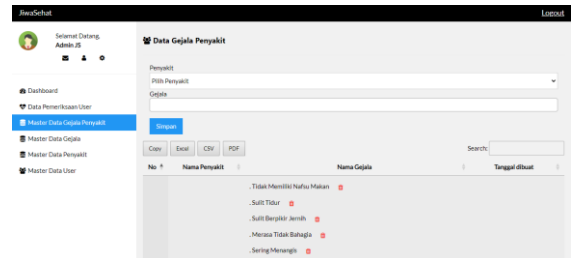 JiwaSehat
Logout
Selamat Datang,
Admin JS
Dashboard
Data Pemeriksaan User
Master Data Gejala Penyakit
Master Data Gejala
Master Data Penyakit
Master Data User
Data Gejala Penyakit
Penyakit
Pilih Penyakit
Gejala
Simpan
Copy Excel CSV PDF
Search:
No Nama Penyakit Nama Gejala Tanggal dibuat
. Tidak Memiliki Nafsu Makan
. Sulit Tidur
. Sulit Berpikir Jernih
. Merasa Tidak Bahagia
. Sering Menangis